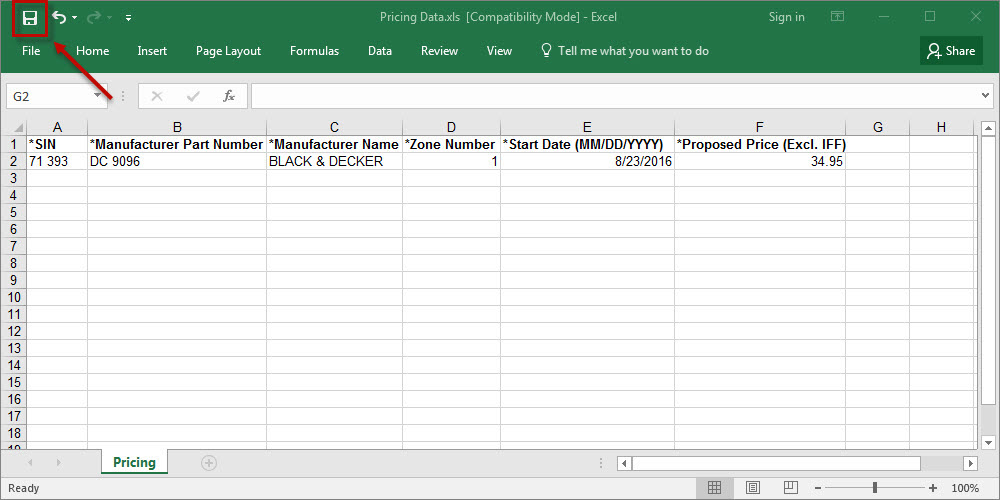 Pricing Data.xls [Compatibility Mode] - Excel Sign in
File Home Insert Page Layout Formulas Data Review View Tell me what you want to do Share
G2 fx
A B C D E F G H
1 *SIN *Manufacturer Part Number *Manufacturer Name *Zone Number *Start Date (MM/DD/YYYY) *Proposed Price (Excl. IFF)
2 71 393 DC 9096 BLACK & DECKER 1 8/23/2016 34.95
3
4
5
6
7
8
9
10
11
12
13
14
15
16
17
18
19
Pricing
Ready 100%